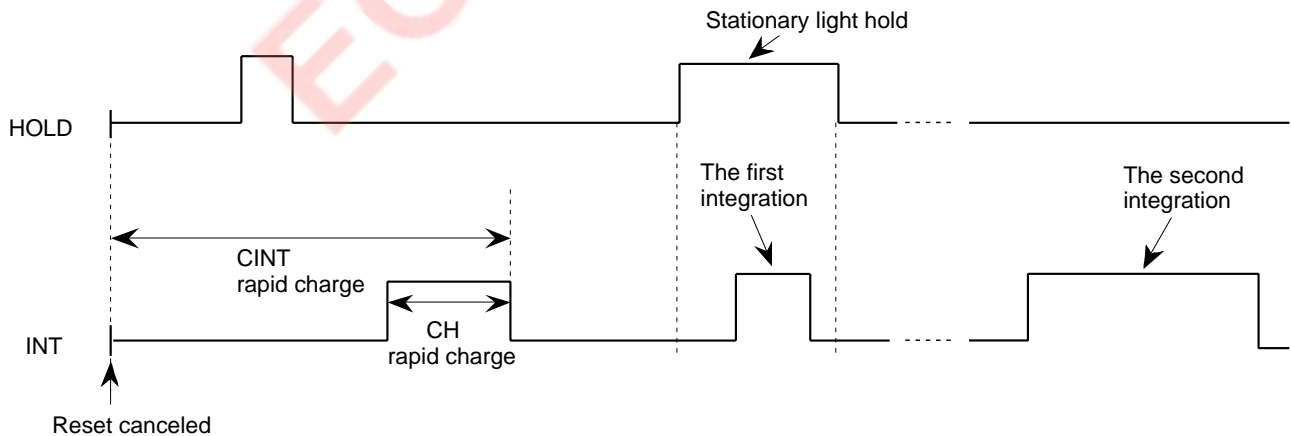 Stationary light hold
HOLD
The first
integration
The second
integration
CINT
rapid charge
CH
rapid charge
INT
Reset canceled